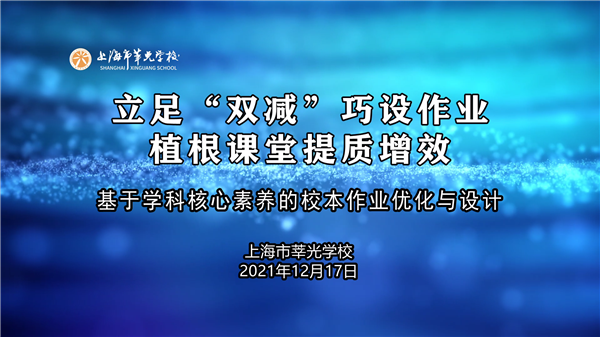 上海市莘光学校
SHANGHAI XINGUANG SCHOOL
立足“双减”巧设作业
植根课堂提质增效
基于学科核心素养的校本作业优化与设计
上海市莘光学校
2021年12月17日